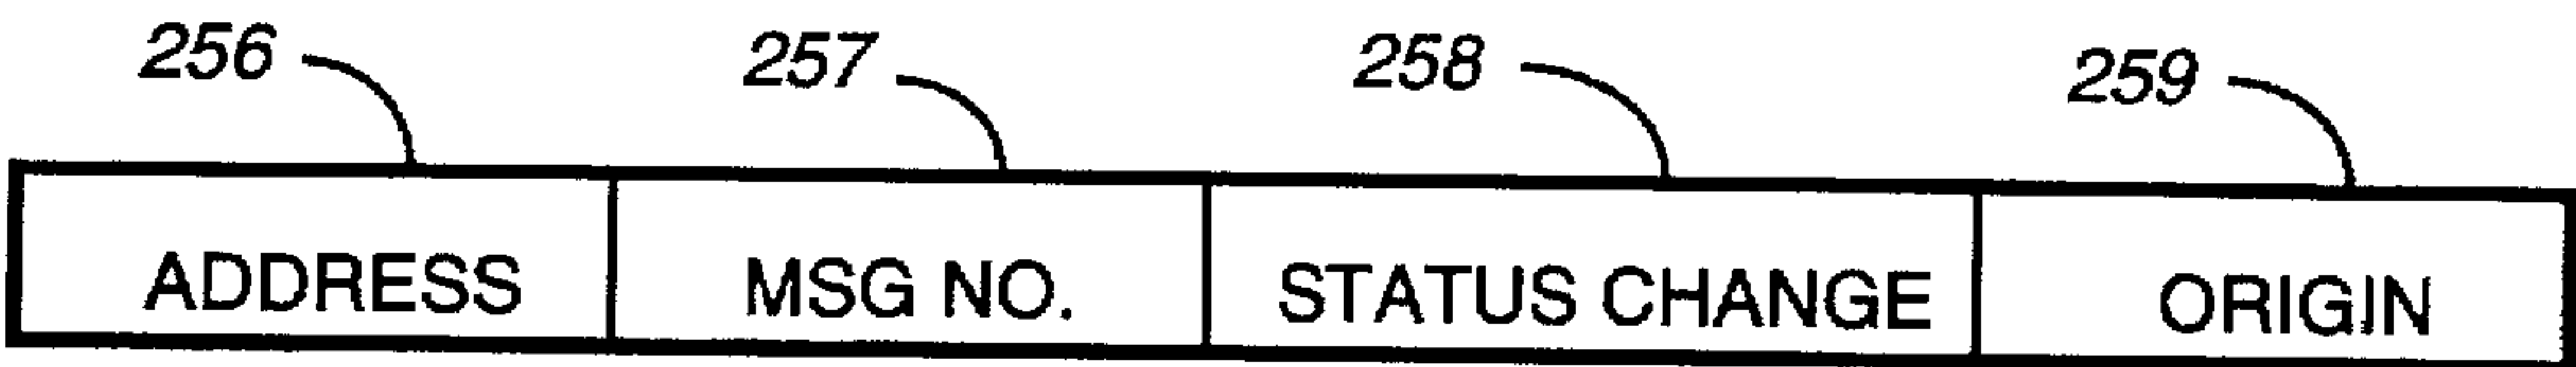 256 257 258 259
ADDRESS MSG NO. STATUS CHANGE ORIGIN